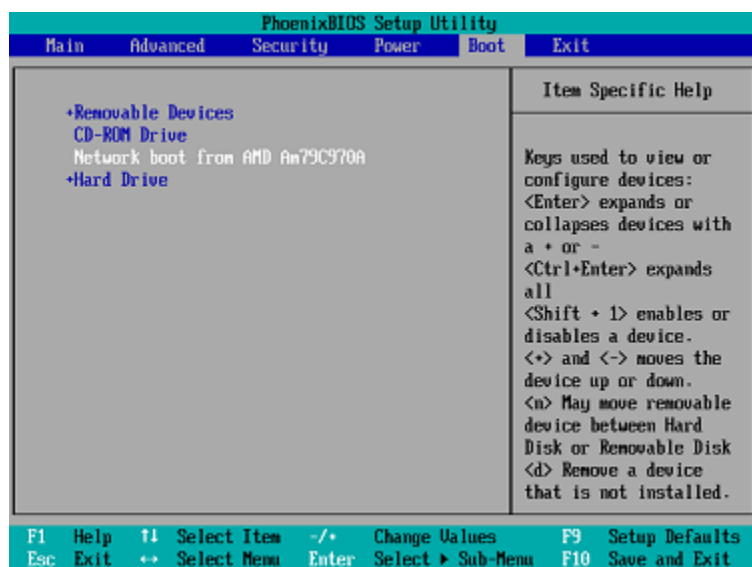 PhoenixBIOS Setup Utility
Main Advanced Security Power Boot Exit
+Removable Devices
CD-ROM Drive
Network boot from AMD Am79C970A
+Hard Drive
Item Specific Help
Keys used to view or
configure devices:
<Enter> expands or
collapses devices with
a + or -
<Ctrl+Enter> expands
all
<Shift + 1> enables or
disables a device.
<+> and <-> moves the
device up or down.
<n> May move removable
device between Hard
Disk or Removable Disk
<d> Remove a device
that is not installed.
F1 Help ↑↓ Select Item -/+ Change Values F9 Setup Defaults
Esc Exit ↔ Select Menu Enter Select ▶ Sub-Menu F10 Save and Exit